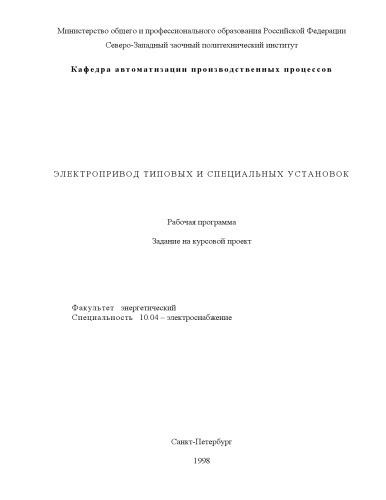 Министерство общего и профессионального образования Российской Федерации
Северо-Западный заочный политехнический институт
Кафедра автоматизации производственных процессов
ЭЛЕКТРОПРИВОД ТИПОВЫХ И СПЕЦИАЛЬНЫХ УСТАНОВОК
Рабочая программа
Задание на курсовой проект
Факультет энергетический
Специальность 10.04 – электроснабжение
Санкт-Петербург
1998